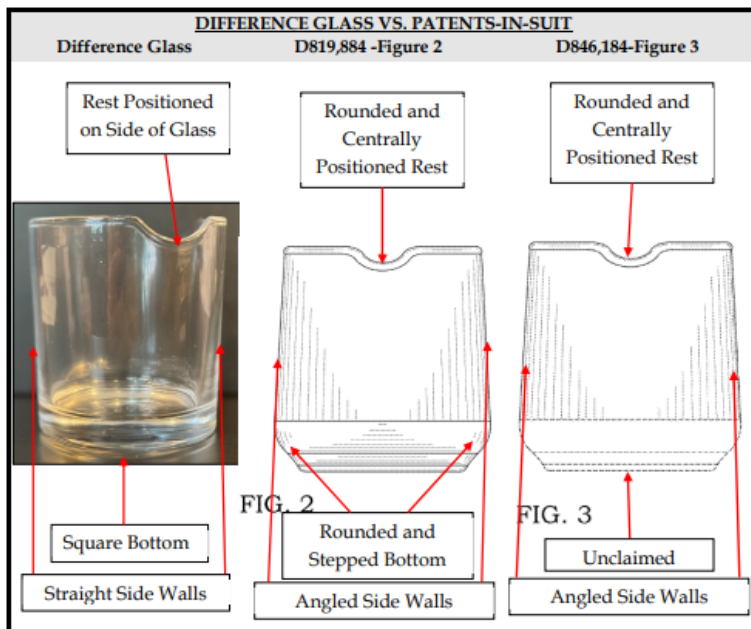 DIFFERENCE GLASS VS. PATENTS-IN-SUIT
Difference Glass
D819,884 -Figure 2
D846,184-Figure 3
Rest Positioned
on Side of Glass
Rounded and
Centrally
Positioned Rest
Rounded and
Centrally
Positioned Rest
FIG. 2
FIG. 3
Square Bottom
Rounded and
Stepped Bottom
Unclaimed
Straight Side Walls
Angled Side Walls
Angled Side Walls